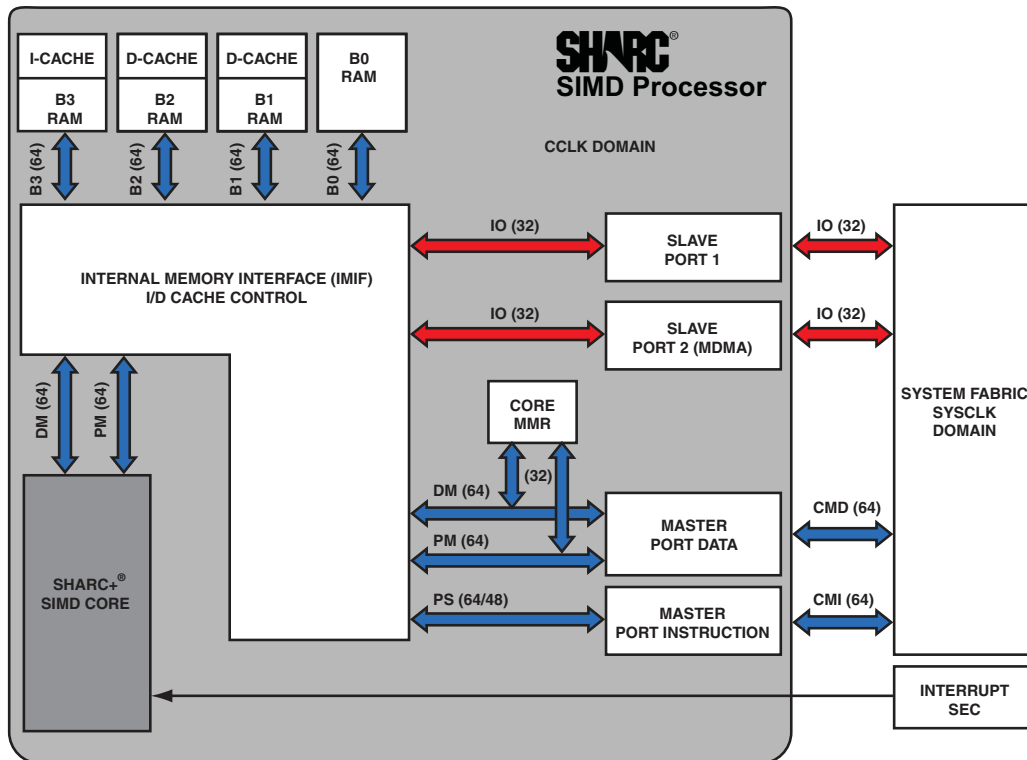 SHARC®
SIMD Processor
CCLK DOMAIN
I-CACHE
B3
RAM
D-CACHE
B2
RAM
D-CACHE
B1
RAM
B0
RAM
B3 (64)
B2 (64)
B1 (64)
B0 (64)
INTERNAL MEMORY INTERFACE (IMIF)
I/D CACHE CONTROL
IO (32)
SLAVE
PORT 1
IO (32)
IO (32)
SLAVE
PORT 2 (MDMA)
IO (32)
SYSTEM FABRIC
SYSCLK
DOMAIN
DM (64)
PM (64)
CORE
MMR
(32)
DM (64)
PM (64)
MASTER
PORT DATA
CMD (64)
SHARC+®
SIMD CORE
PS (64/48)
MASTER
PORT INSTRUCTION
CMI (64)
INTERRUPT
SEC